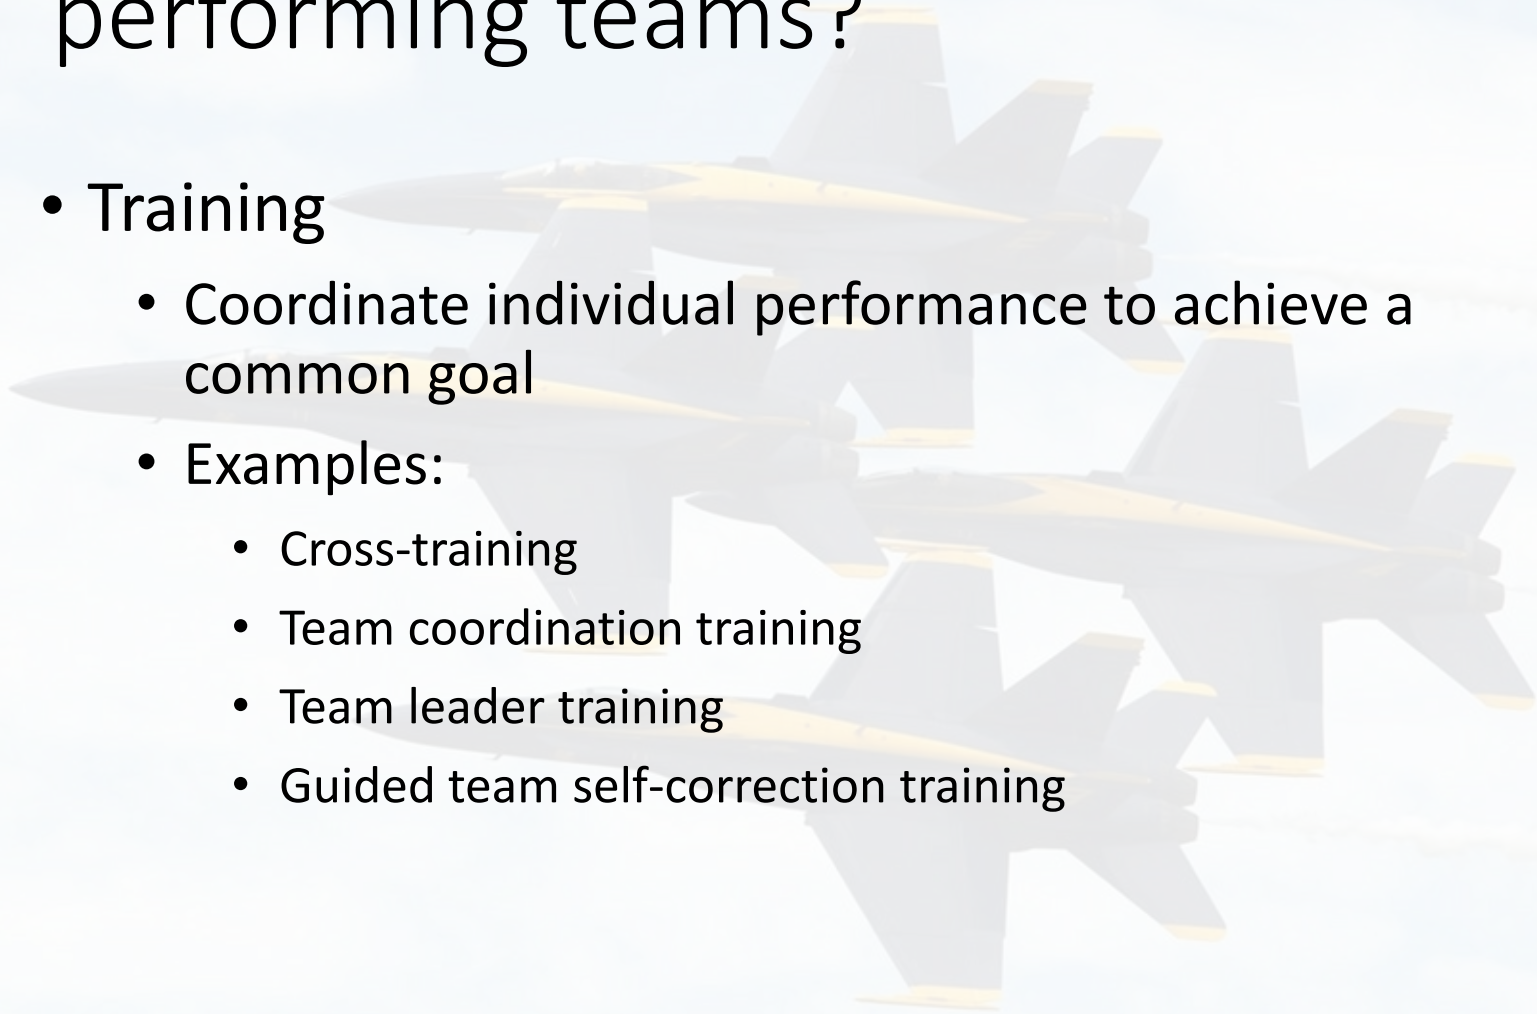 performing teams?
• Training
• Coordinate individual performance to achieve a
common goal
• Examples:
• Cross-training
• Team coordination training
• Team leader training
• Guided team self-correction training